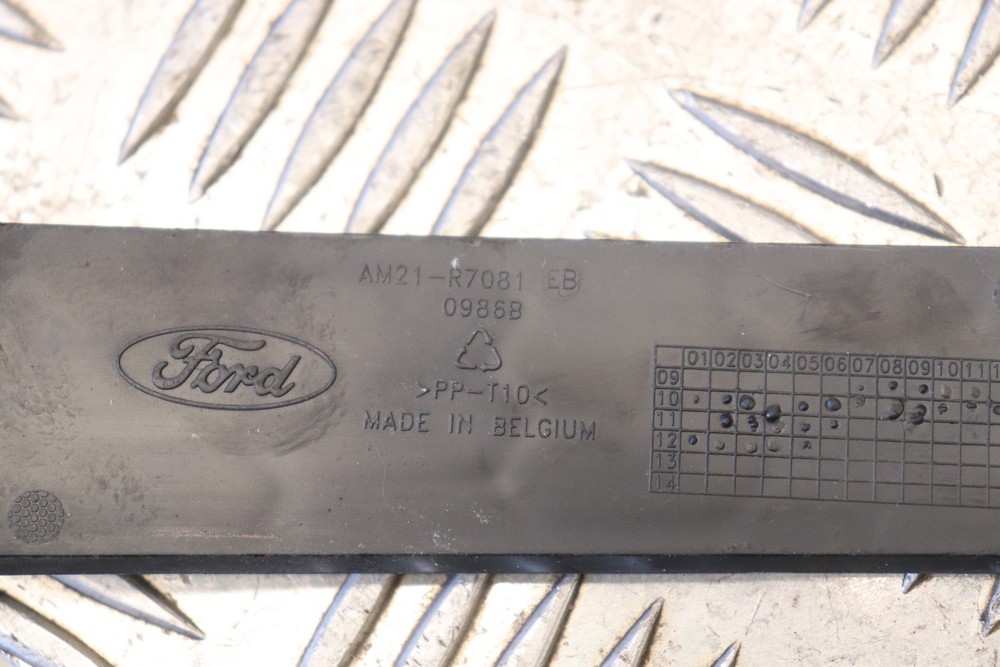 AM21-R7081 EB
0986B
Ford
>PP-T10<
MADE IN BELGIUM
01 02 03 04 05 06 07 08 09 10 11
09
10
11
12
13
14